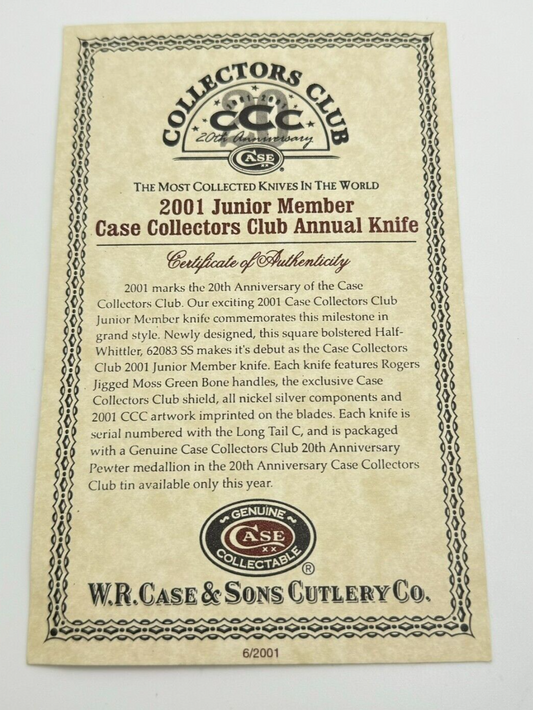 COLLECTORS CLUB
1981-2001
20
CCC
20th Anniversary
CASE®
THE MOST COLLECTED KNIVES IN THE WORLD
2001 Junior Member
Case Collectors Club Annual Knife
Certificate of Authenticity
2001 marks the 20th Anniversary of the Case
Collectors Club. Our exciting 2001 Case Collectors Club
Junior Member knife commemorates this milestone in
grand style. Newly designed, this square bolstered Half-
Whittler, 62083 SS makes it's debut as the Case Collectors
Club 2001 Junior Member knife. Each knife features Rogers
Jigged Moss Green Bone handles, the exclusive Case
Collectors Club shield, all nickel silver components and
2001 CCC artwork imprinted on the blades. Each knife is
serial numbered with the Long Tail C, and is packaged
with a Genuine Case Collectors Club 20th Anniversary
Pewter medallion in the 20th Anniversary Case Collectors
Club tin available only this year.
GENUINE
CASE
XX
COLLECTABLE
®
W.R. CASE & SONS CUTLERY CO.
6/2001